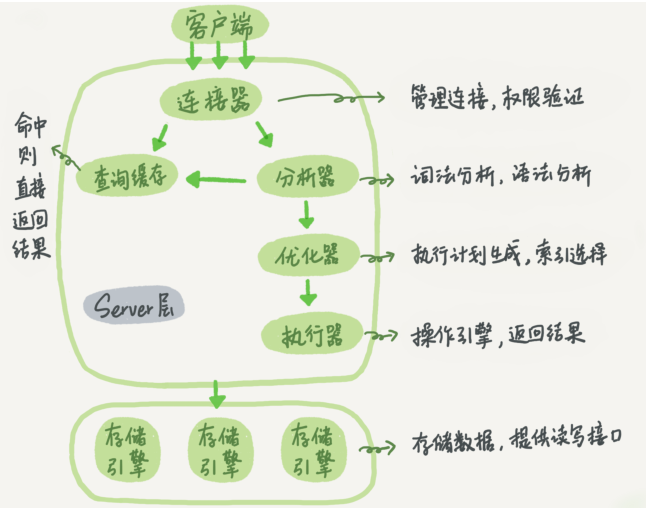 客户端
连接器
管理连接,权限验证
命中
则
直接
返回
结果
查询缓存
分析器
词法分析,语法分析
优化器
执行计划生成,索引选择
Server层
执行器
操作引擎,返回结果
存储
引擎
存储
引擎
存储
引擎
存储数据,提供读写接口